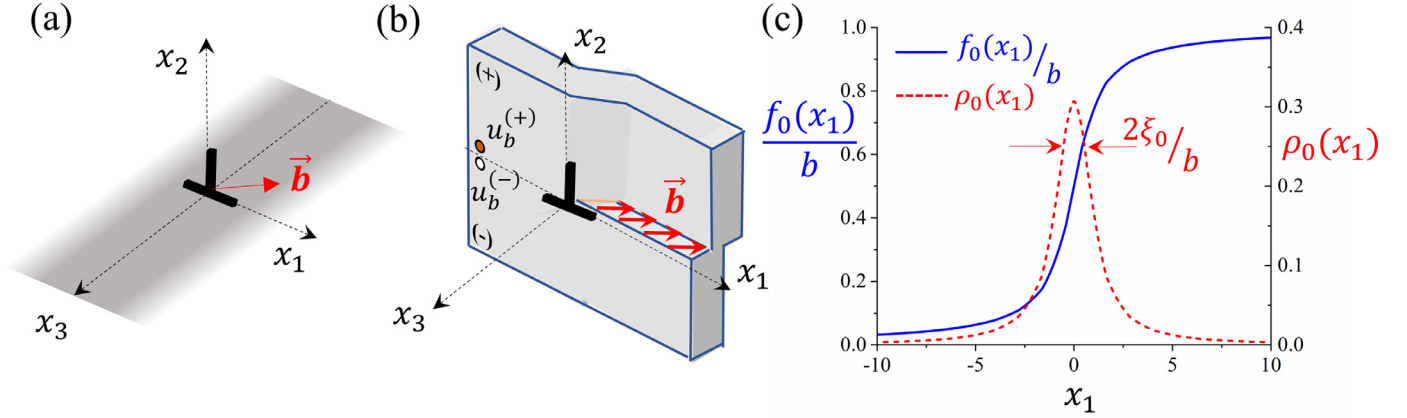 (a)
x₂
b⃗
x₁
x₃
(b)
x₂
(+)
u_b^(+)
u_b^(-)
(-)
b⃗
x₁
x₃
(c)
f₀(x₁)/b
ρ₀(x₁)
2ξ₀/b
f₀(x₁)
b
ρ₀(x₁)
1.0
0.8
0.6
0.4
0.2
0.0
0.4
0.3
0.2
0.1
0.0
-10
-5
0
5
10
x₁